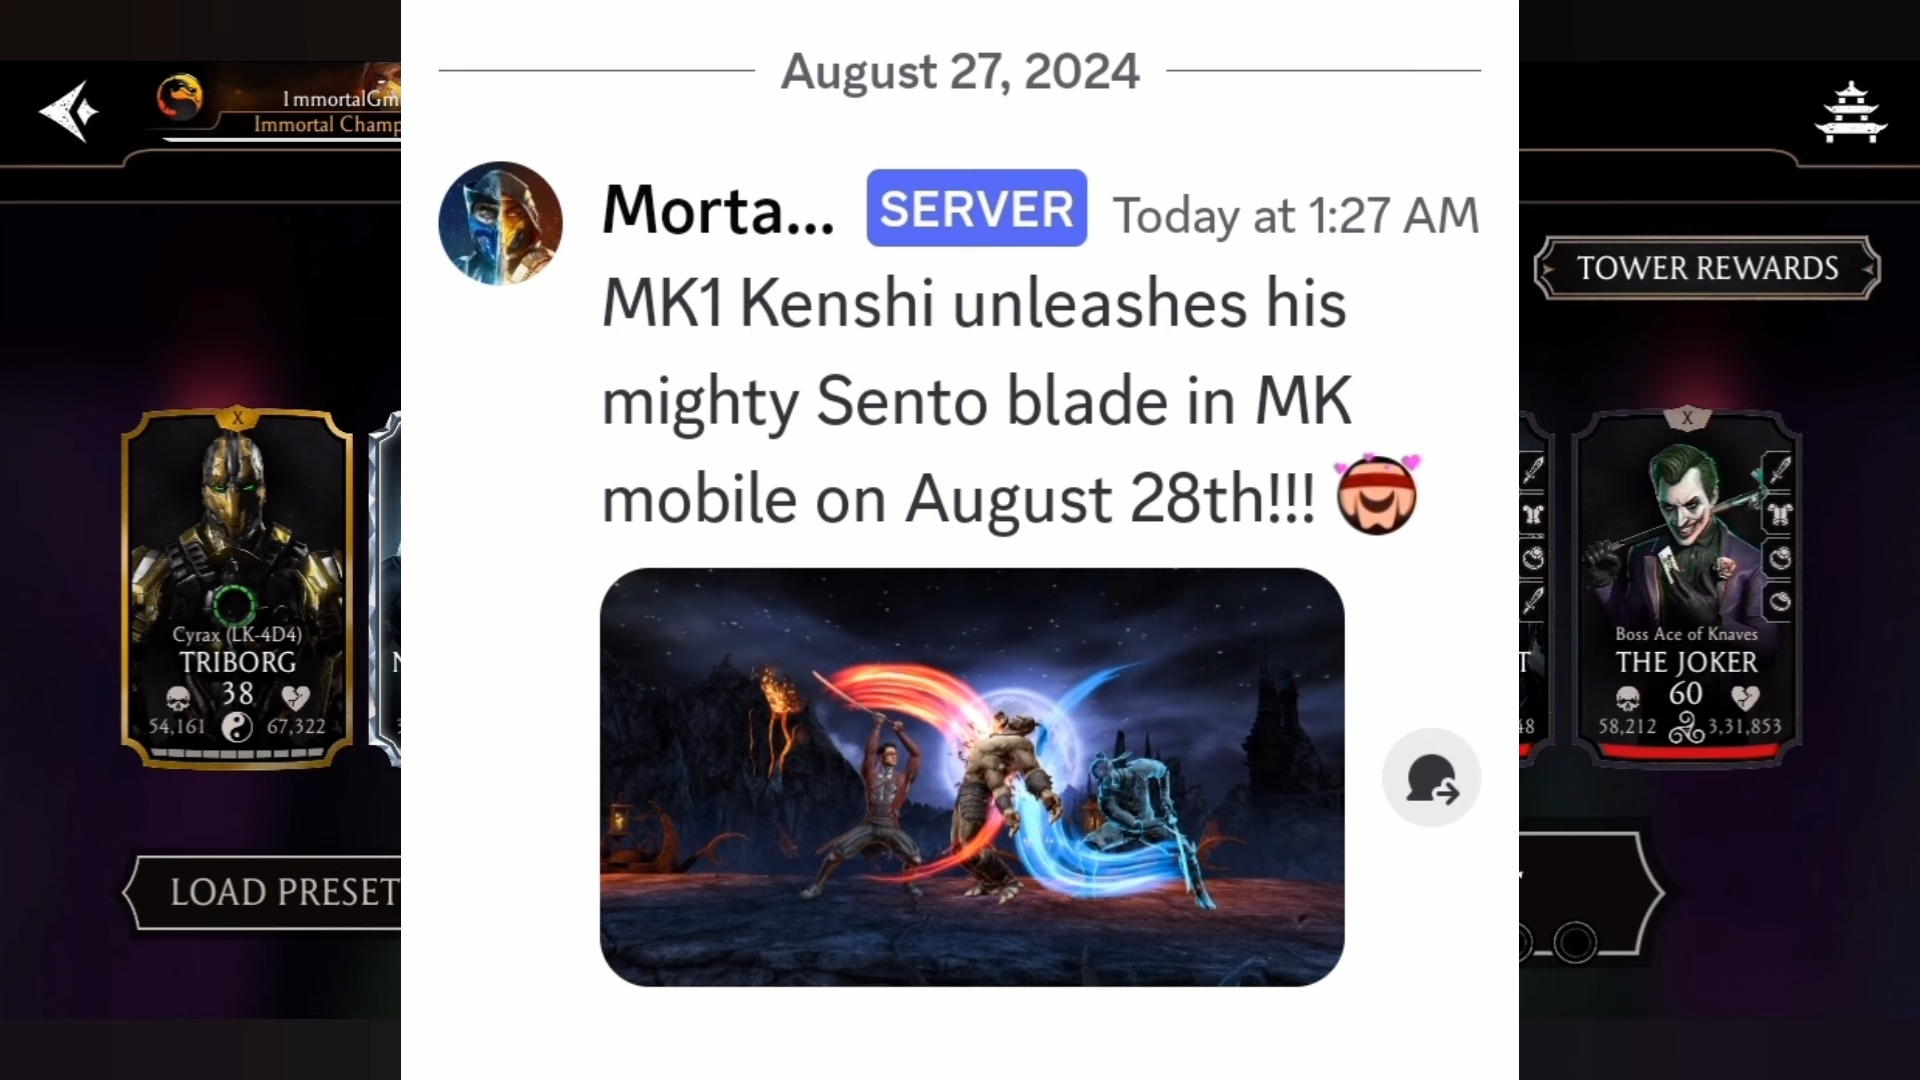 August 27, 2024
1mmortalGm
Immortal Champ
Morta... SERVER Today at 1:27 AM
MK1 Kenshi unleashes his
mighty Sento blade in MK
mobile on August 28th!!!
TOWER REWARDS
X
Cyrax (LK-4D4)
TRIBORG
38
54,161 67,322
X
Boss Ace of Knaves
THE JOKER
60
58,212 3,31,853
T
48
LOAD PRESET